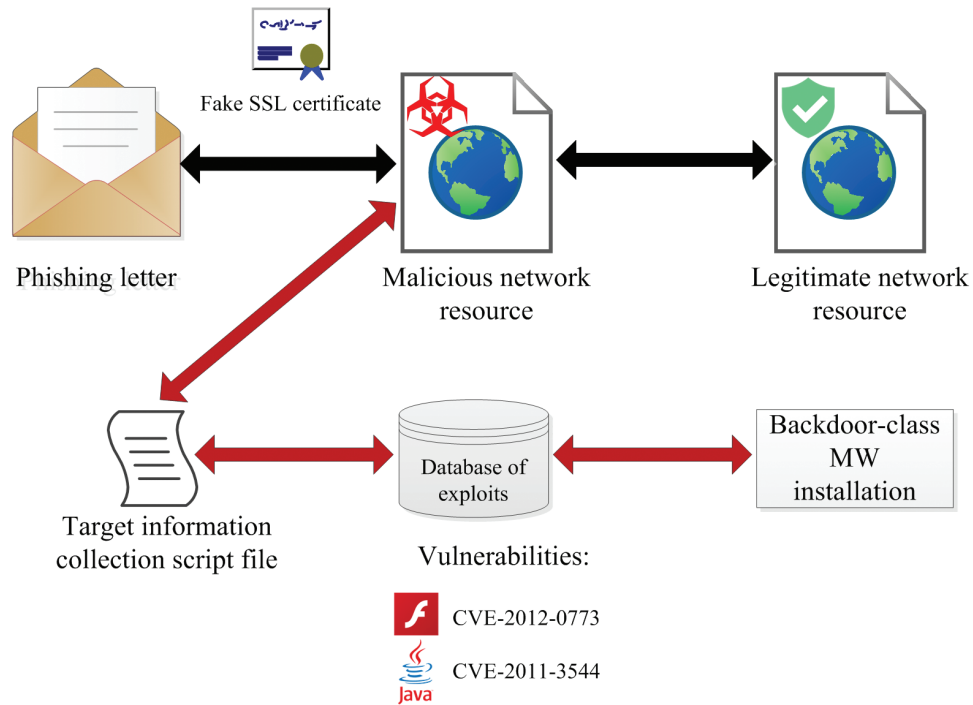 Fake SSL certificate
Phishing letter
Malicious network
resource
Legitimate network
resource
Target information
collection script file
Database of
exploits
Backdoor-class
MW
installation
Vulnerabilities:
CVE-2012-0773
CVE-2011-3544
Java